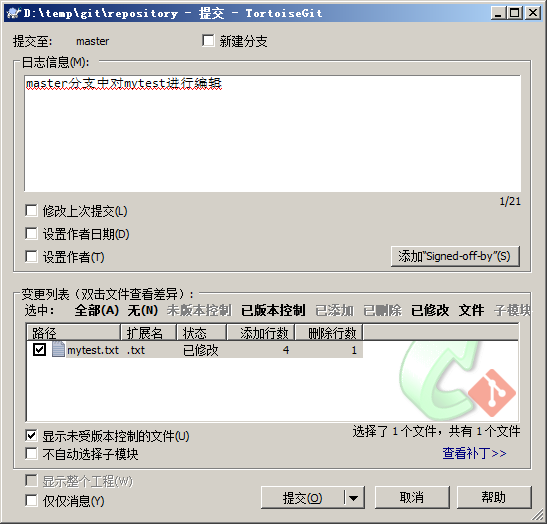 D:\temp\git\repository - 提交 - TortoiseGit
提交至: master 新建分支
日志信息(M):
master分支中对mytest进行编辑
1/21
修改上次提交(L)
设置作者日期(D)
设置作者(T) 添加"Signed-off-by"(S)
变更列表（双击文件查看差异）:
选中: 全部(A) 无(N) 未版本控制 已版本控制 已添加 已删除 已修改 文件 子模块
路径 扩展名 状态 添加行数 删除行数
mytest.txt .txt 已修改 4 1
显示未受版本控制的文件(U) 选择了 1 个文件，共有 1 个文件
不自动选择子模块 查看补丁>>
显示整个工程(W)
仅仅消息(Y) 提交(O) 取消 帮助